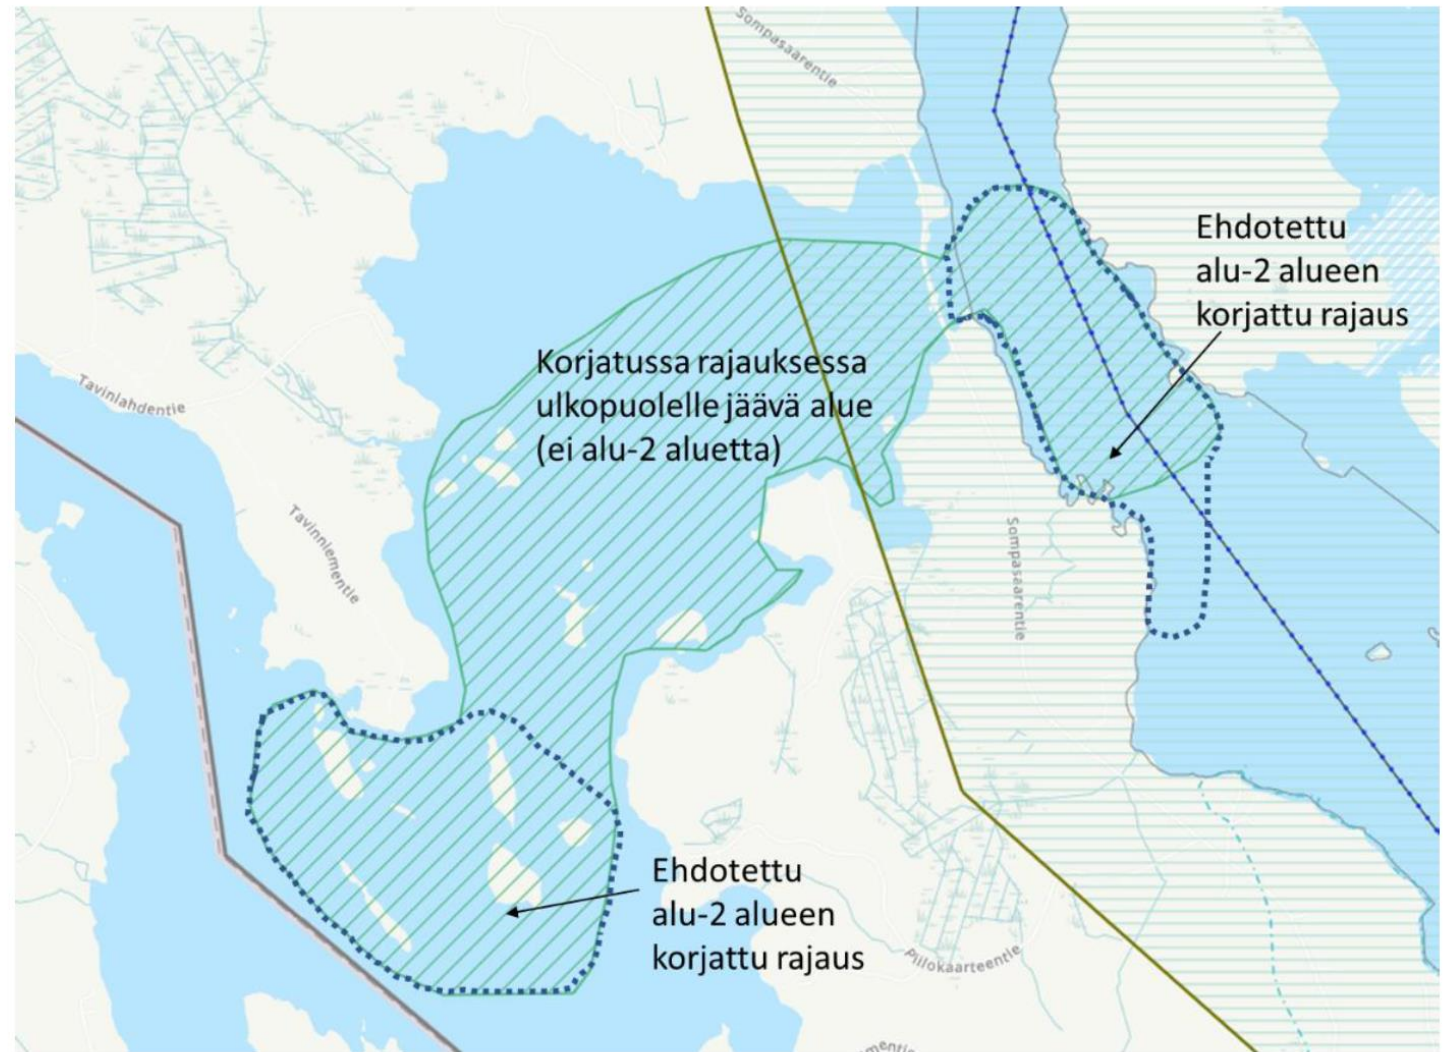 Sompasaarentie
Ehdotettu
alu-2 alueen
korjattu rajaus
Korjatussa rajauksessa
ulkopuolelle jäävä alue
(ei alu-2 aluetta)
Tavinlahdentie
Tavinniementie
Sompasaarentie
Ehdotettu
alu-2 alueen
korjattu rajaus
Piilokaarteentie